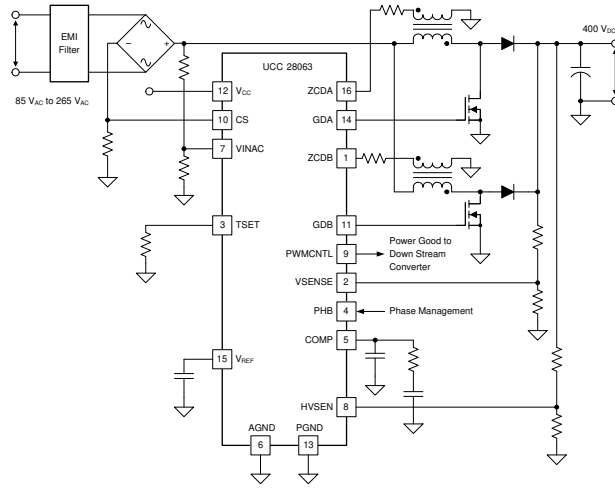 EMI
Filter
85 VAC to 265 VAC
400 VDC
UCC 28063
12 VCC
10 CS
7 VINAC
3 TSET
15 VREF
ZCDA 16
GDA 14
ZCDB 1
GDB 11
PWMCNTL 9
Power Good to
Down Stream
Converter
VSENSE 2
PHB 4
Phase Management
COMP 5
HVSEN 8
AGND
6
PGND
13
− +